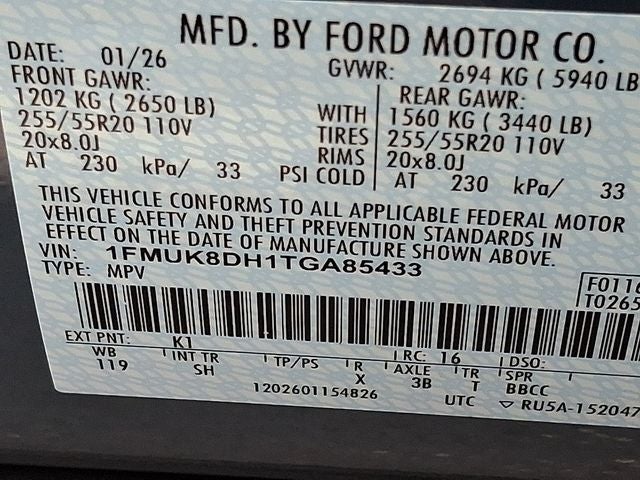 MFD. BY FORD MOTOR CO.
DATE: 01/26 GVWR: 2694 KG ( 5940 LB
FRONT GAWR: REAR GAWR:
1202 KG ( 2650 LB) WITH 1560 KG ( 3440 LB)
255/55R20 110V TIRES 255/55R20 110V
20x8.0J RIMS 20x8.0J
AT 230 kPa/ 33 PSI COLD AT 230 kPa/ 33
THIS VEHICLE CONFORMS TO ALL APPLICABLE FEDERAL MOTOR
VEHICLE SAFETY AND THEFT PREVENTION STANDARDS IN
EFFECT ON THE DATE OF MANUFACTURE SHOWN ABOVE.
VIN: 1FMUK8DH1TGA85433
TYPE: MPV
F0116
T0265
EXT PNT: K1 RC: 16 DSO:
WB INT TR TP/PS R AXLE TR SPR
119 SH X 3B T BBCC
1202601154826 UTC ▽ RU5A-152047